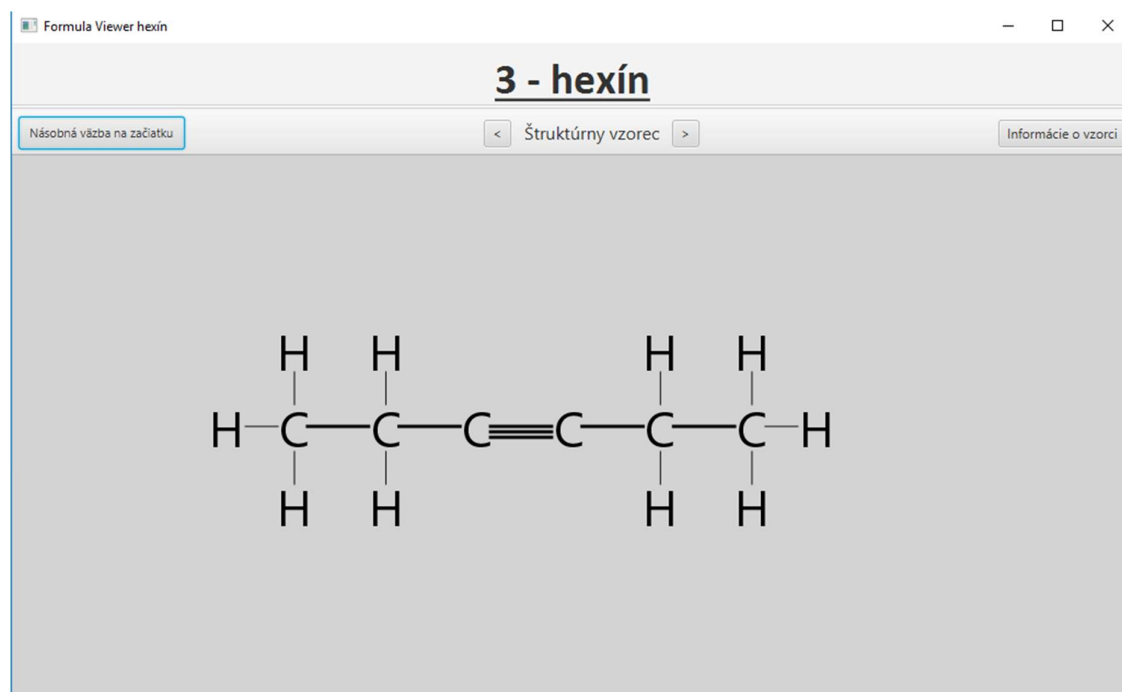 Formula Viewer hexín
3 - hexín
Násobná väzba na začiatku < Štruktúrny vzorec > Informácie o vzorci
H H H H
H C C C C C C H
H H H H